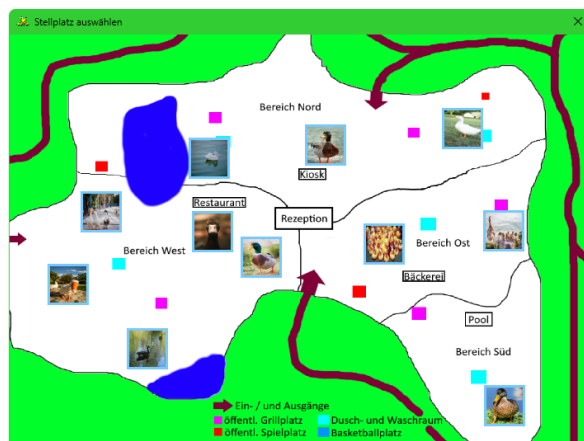 Stellplatz auswählen
Bereich Nord
Kiosk
Restaurant
Rezeption
Bereich West
Bereich Ost
Bäckerei
Pool
Bereich Süd
Ein- / und Ausgänge
öffentl. Grillplatz
Dusch- und Waschraum
öffentl. Spielplatz
Basketballplatz